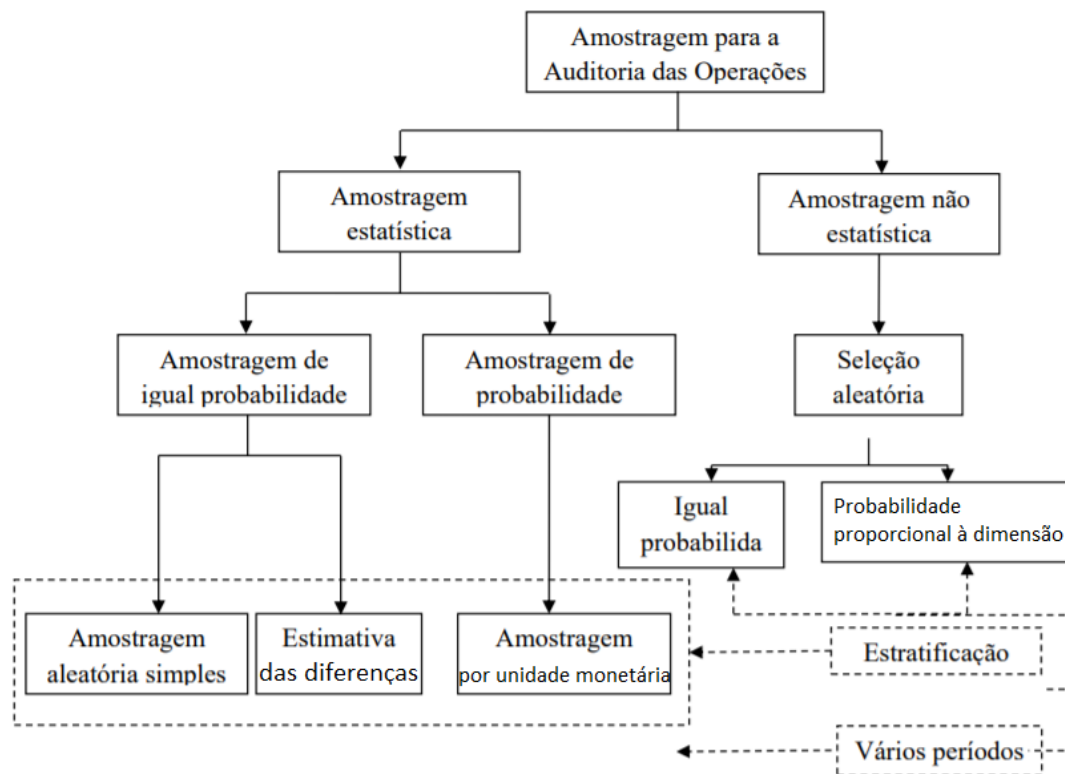 Amostragem para a
Auditoria das Operações
Amostragem
estatística
Amostragem não
estatística
Amostragem de
igual probabilidade
Amostragem de
probabilidade
Seleção
aleatória
Igual
probabilida
Probabilidade
proporcional à dimensão
Amostragem
aleatória simples
Estimativa
das diferenças
Amostragem
por unidade monetária
Estratificação
Vários períodos